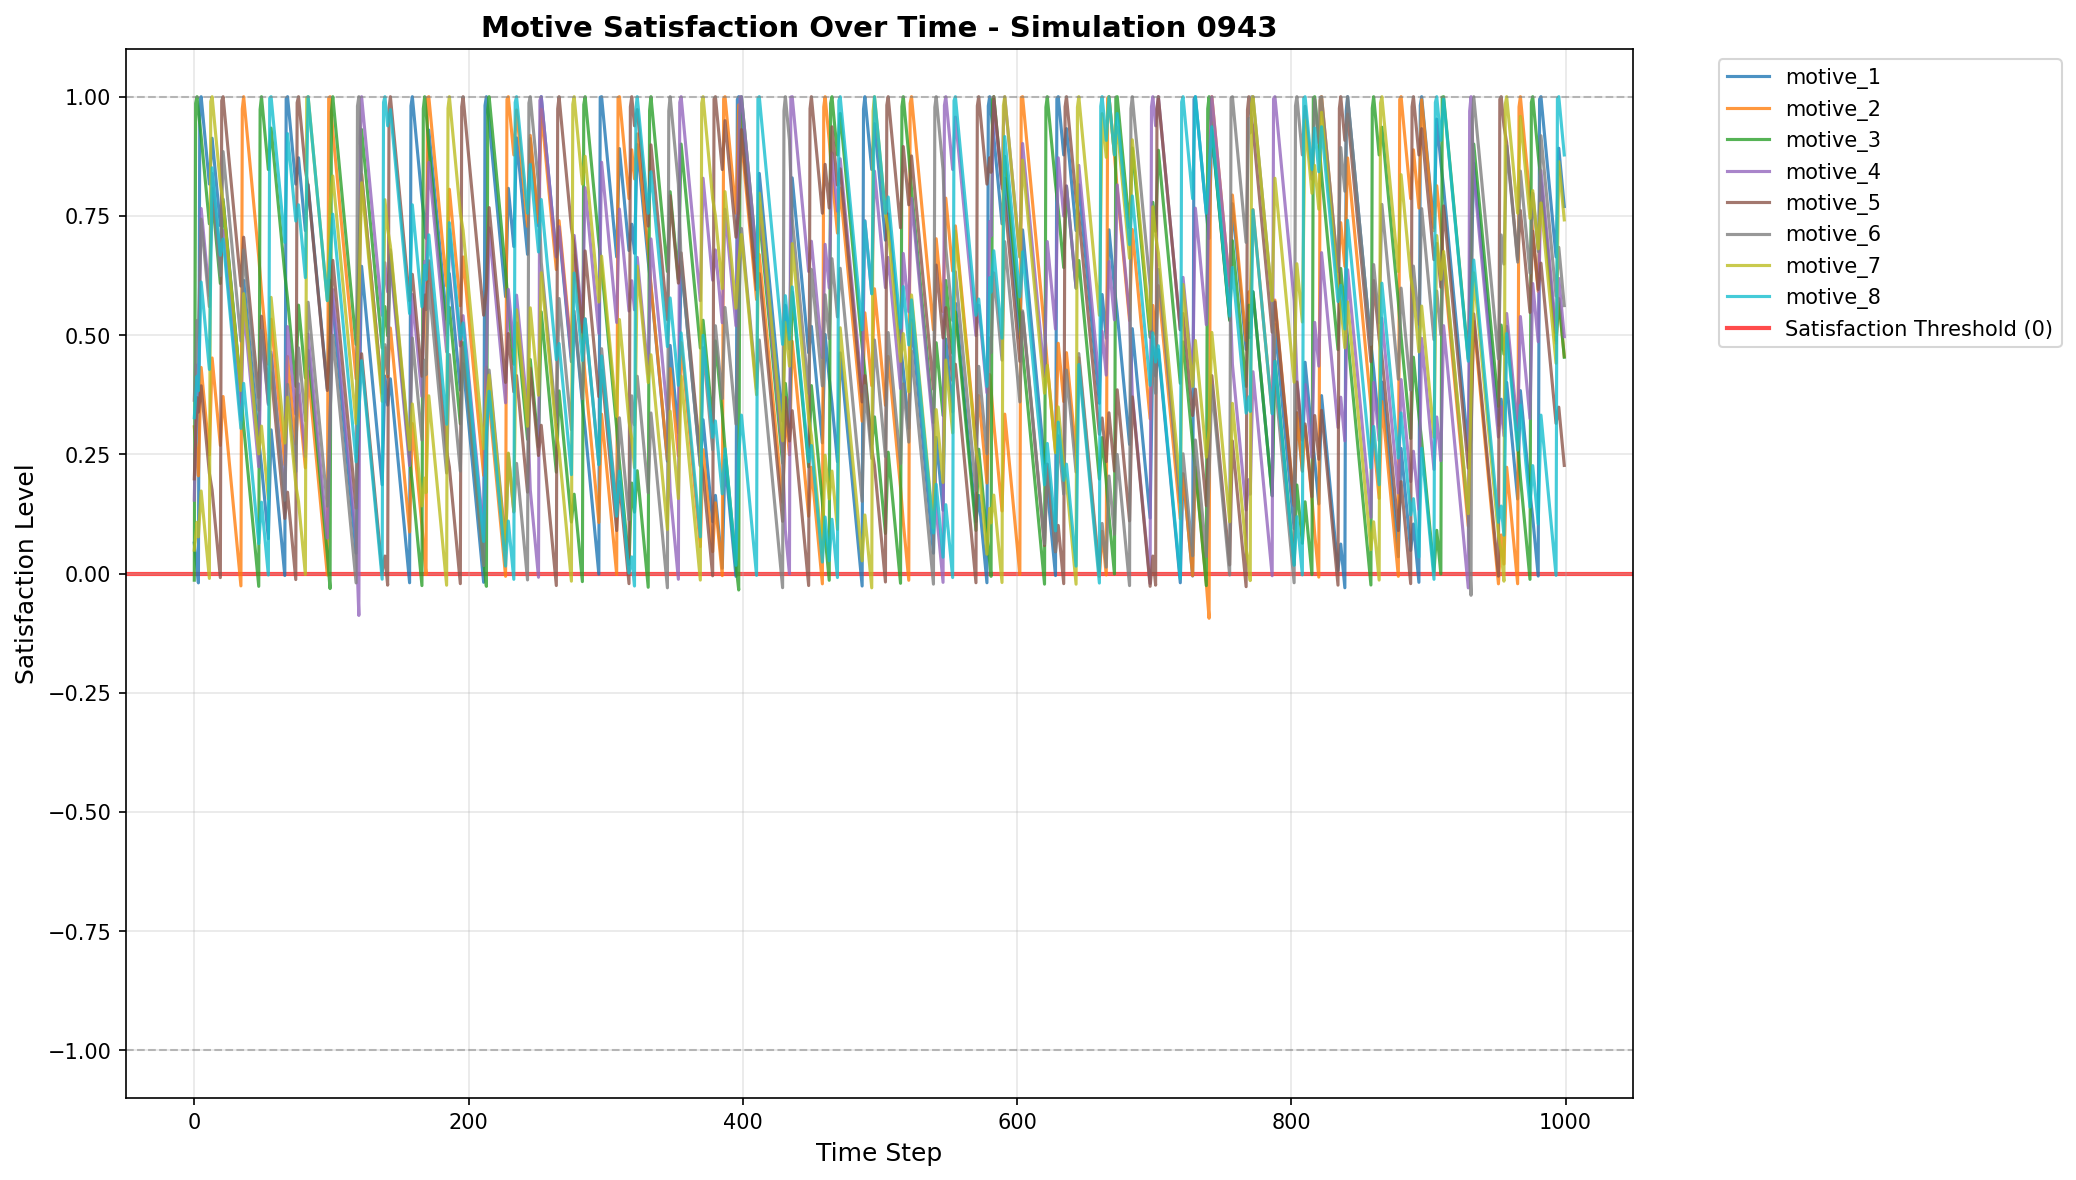 Motive Satisfaction Over Time - Simulation 0943
motive_1
motive_2
motive_3
motive_4
motive_5
motive_6
motive_7
motive_8
Satisfaction Threshold (0)
Satisfaction Level
1.00
0.75
0.50
0.25
0.00
−0.25
−0.50
−0.75
−1.00
0
200
400
600
800
1000
Time Step